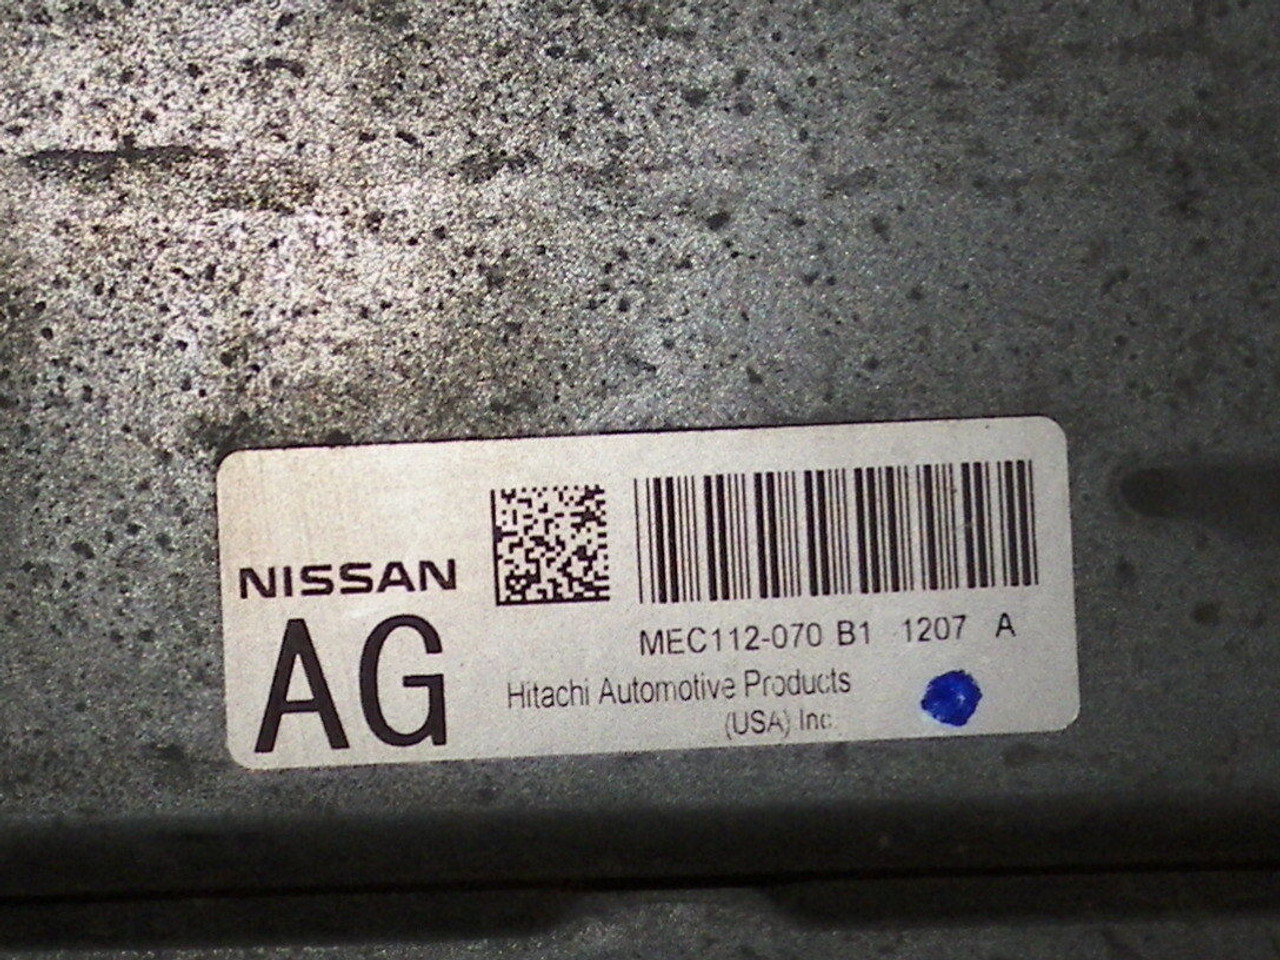 NISSAN
AG
MEC112-070 B1 1207 A
Hitachi Automotive Products
(USA) Inc.